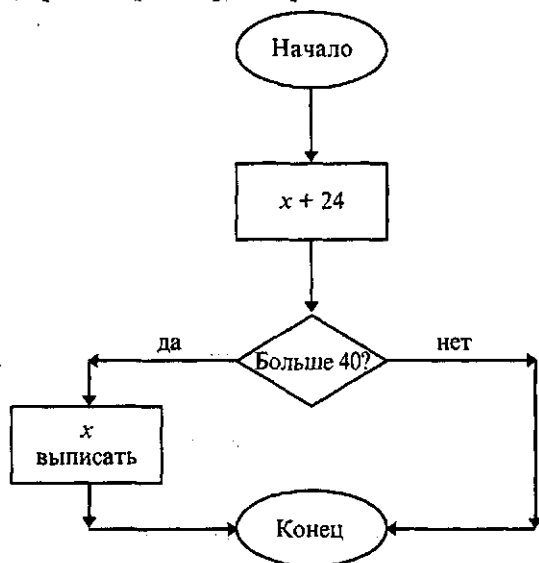 Начало
x + 24
Больше 40?
да
нет
x
выписать
Конец